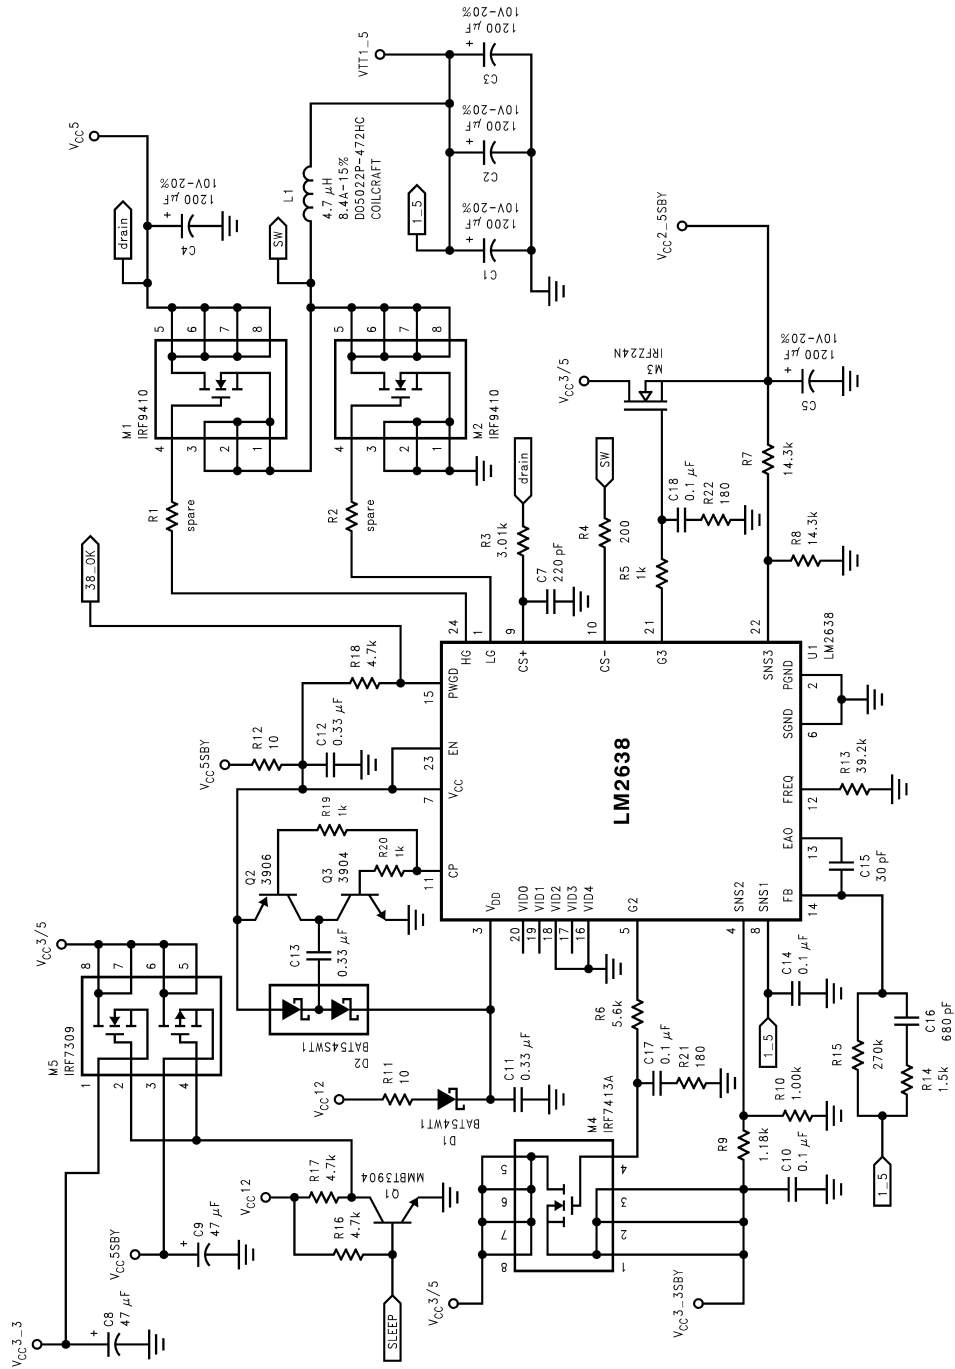 VCC3_3
C8
47 µF
+
VCC5SBY
C9
47 µF
+
M5
IRF7309
1
2
3
4
8
7
6
5
VCC3/5
SLEEP
R16
4.7k
VCC12
R17
4.7k
MMBT3904
Q1
VCC12
R11
10
D1
BAT54WT1
C11
0.33 µF
D2
BAT54SWT1
C13
0.33 µF
Q2
3906
Q3
3904
R19
1k
R20
1k
VCC5SBY
R12
10
C12
0.33 µF
R18
4.7k
38_OK
R1
spare
R2
spare
M1
IRF9410
4
3
2
1
5
6
7
8
M2
IRF9410
4
3
2
1
5
6
7
8
drain
VCC5
C4
1200 µF
10V-20%
+
SW
L1
4.7 µH
8.4A-15%
DO5022P-472HC
COILCRAFT
1_5
VTT1_5
C1
1200 µF
10V-20%
+
C2
1200 µF
10V-20%
+
C3
1200 µF
10V-20%
+
LM2638
U1
LM2638
3
VDD
11
CP
7
VCC
23
EN
15
PWGD
24
HG
1
LG
9
CS+
10
CS-
21
G3
22
SNS3
20
VID0
19
VID1
18
VID2
17
VID3
16
VID4
5
G2
4
SNS2
8
SNS1
14
FB
13
EAO
12
FREQ
6
SGND
2
PGND
R3
3.01k
drain
C7
220 pF
R4
200
SW
R5
1k
C18
0.1 µF
R22
180
VCC3/5
M3
IRFZ24N
R7
14.3k
R8
14.3k
C5
1200 µF
10V-20%
+
VCC2_5SBY
R13
39.2k
C15
30 pF
R6
5.6k
C17
0.1 µF
R21
180
M4
IRF7413A
5
6
7
8
4
3
2
1
VCC3/5
VCC3_3SBY
R9
1.18k
R10
1.00k
C10
0.1 µF
C14
0.1 µF
1_5
R15
270k
C16
680 pF
R14
1.5k
1_5